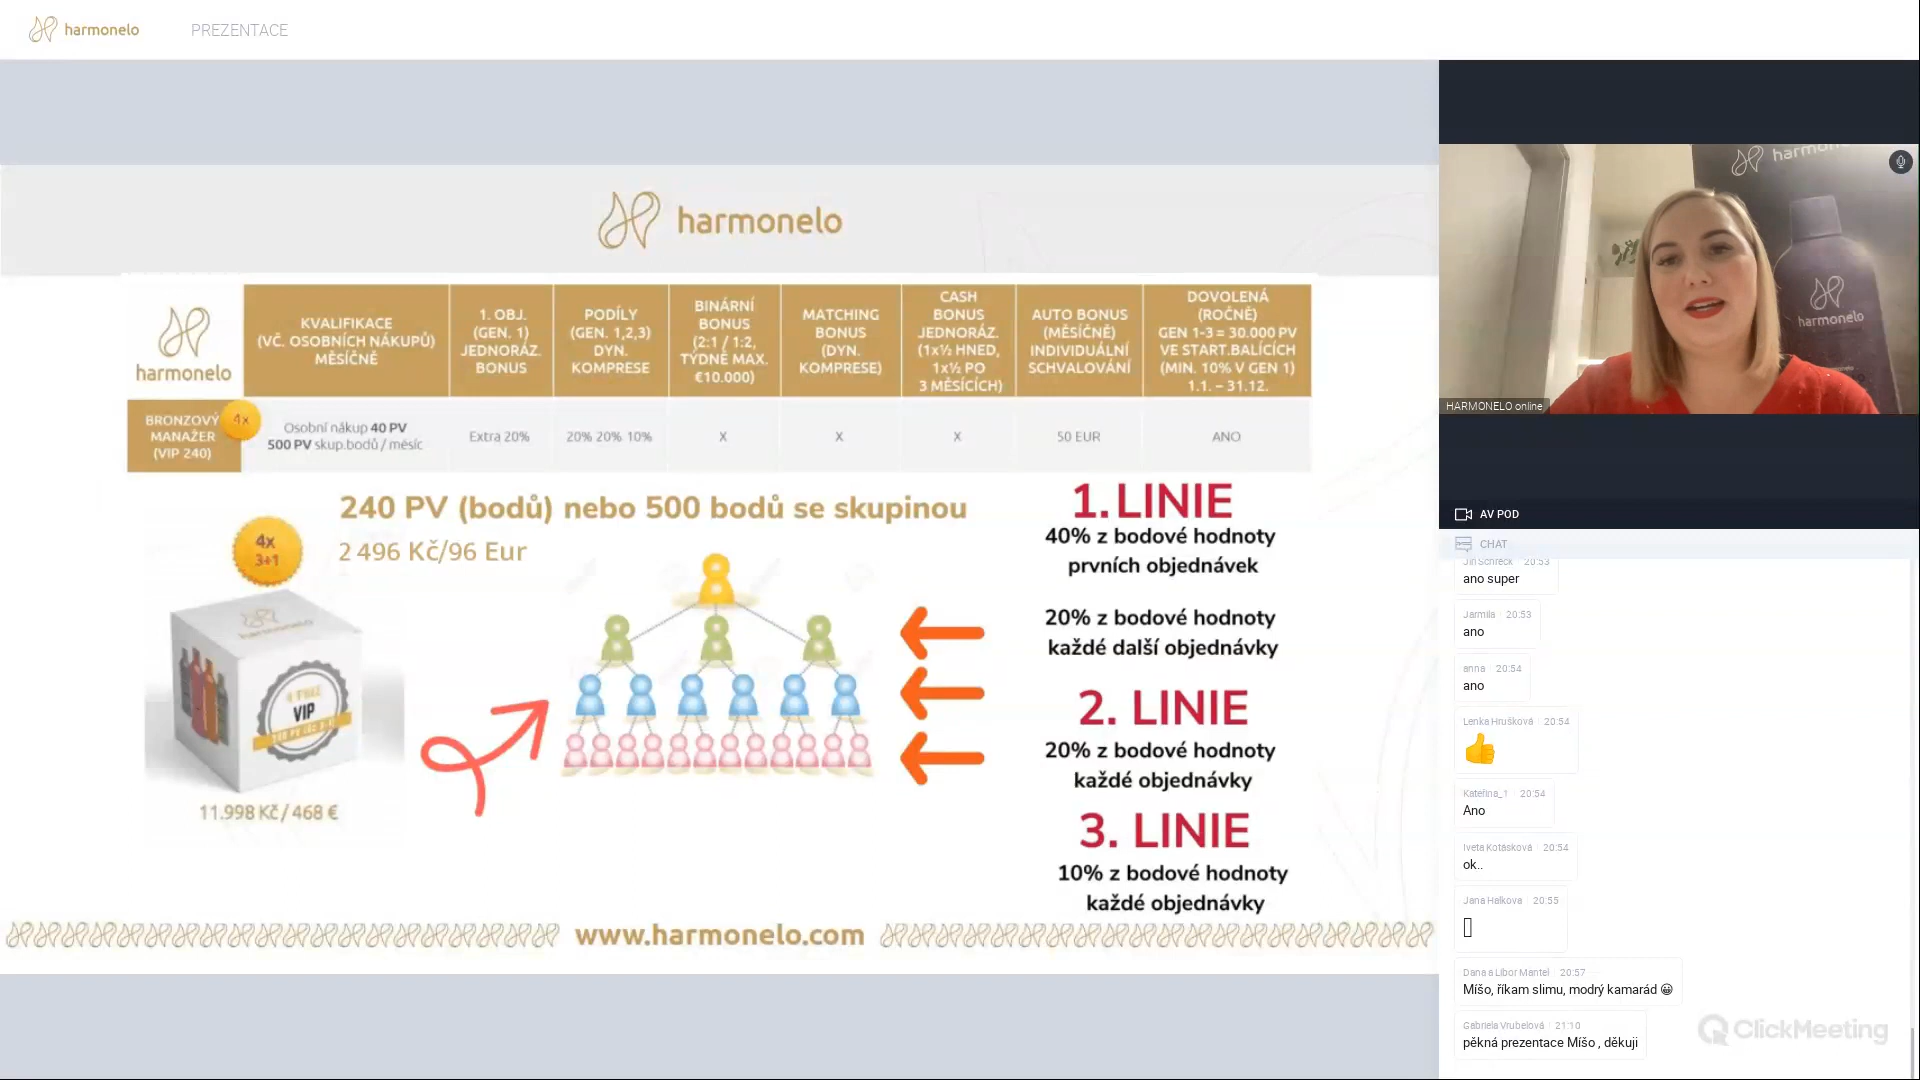 harmonelo
PREZENTACE
harmonelo
harmonelo
KVALIFIKACE
(VČ. OSOBNÍCH NÁKUPŮ)
MĚSÍČNĚ
1. OBJ.
(GEN. 1)
JEDNORÁZ.
BONUS
PODÍLY
(GEN. 1,2,3)
DYN.
KOMPRESE
BINÁRNÍ
BONUS
(2:1 / 1:2,
TÝDNĚ MAX.
€10.000)
MATCHING
BONUS
(DYN.
KOMPRESE)
CASH
BONUS
JEDNORÁZ.
(1x½ HNED,
1x½ PO
3 MĚSÍCÍCH)
AUTO BONUS
(MĚSÍČNĚ)
INDIVIDUÁLNÍ
SCHVALOVÁNÍ
DOVOLENÁ
(ROČNĚ)
GEN 1-3 = 30.000 PV
VE START.BALÍCÍCH
(MIN. 10% V GEN 1)
1.1. – 31.12.
BRONZOVÝ
MANAŽER
(VIP 240)
4x
Osobní nákup 40 PV
500 PV skup.bodů / měsíc
Extra 20%
20% 20% 10%
X
X
X
50 EUR
ANO
240 PV (bodů) nebo 500 bodů se skupinou
2 496 Kč/96 Eur
4x
3+1
harmonelo
VIP
11.998 Kč / 468 €
1. LINIE
40% z bodové hodnoty
prvních objednávek
20% z bodové hodnoty
každé další objednávky
2. LINIE
20% z bodové hodnoty
každé objednávky
3. LINIE
10% z bodové hodnoty
každé objednávky
www.harmonelo.com
harmonelo
HARMONELO online
AV POD
CHAT
Jiří Schreck 20:53
ano super
Jarmila 20:53
ano
anna 20:54
ano
Lenka Hrušková 20:54
👍
Kateřina_1 20:54
Ano
Iveta Kotásková 20:54
ok..
Jana Halkova 20:55
Dana a Libor Mantel 20:57
Míšo, říkam slimu, modrý kamarád 😀
Gabriela Vrubelová 21:10
pěkná prezentace Míšo , děkuji
ClickMeeting